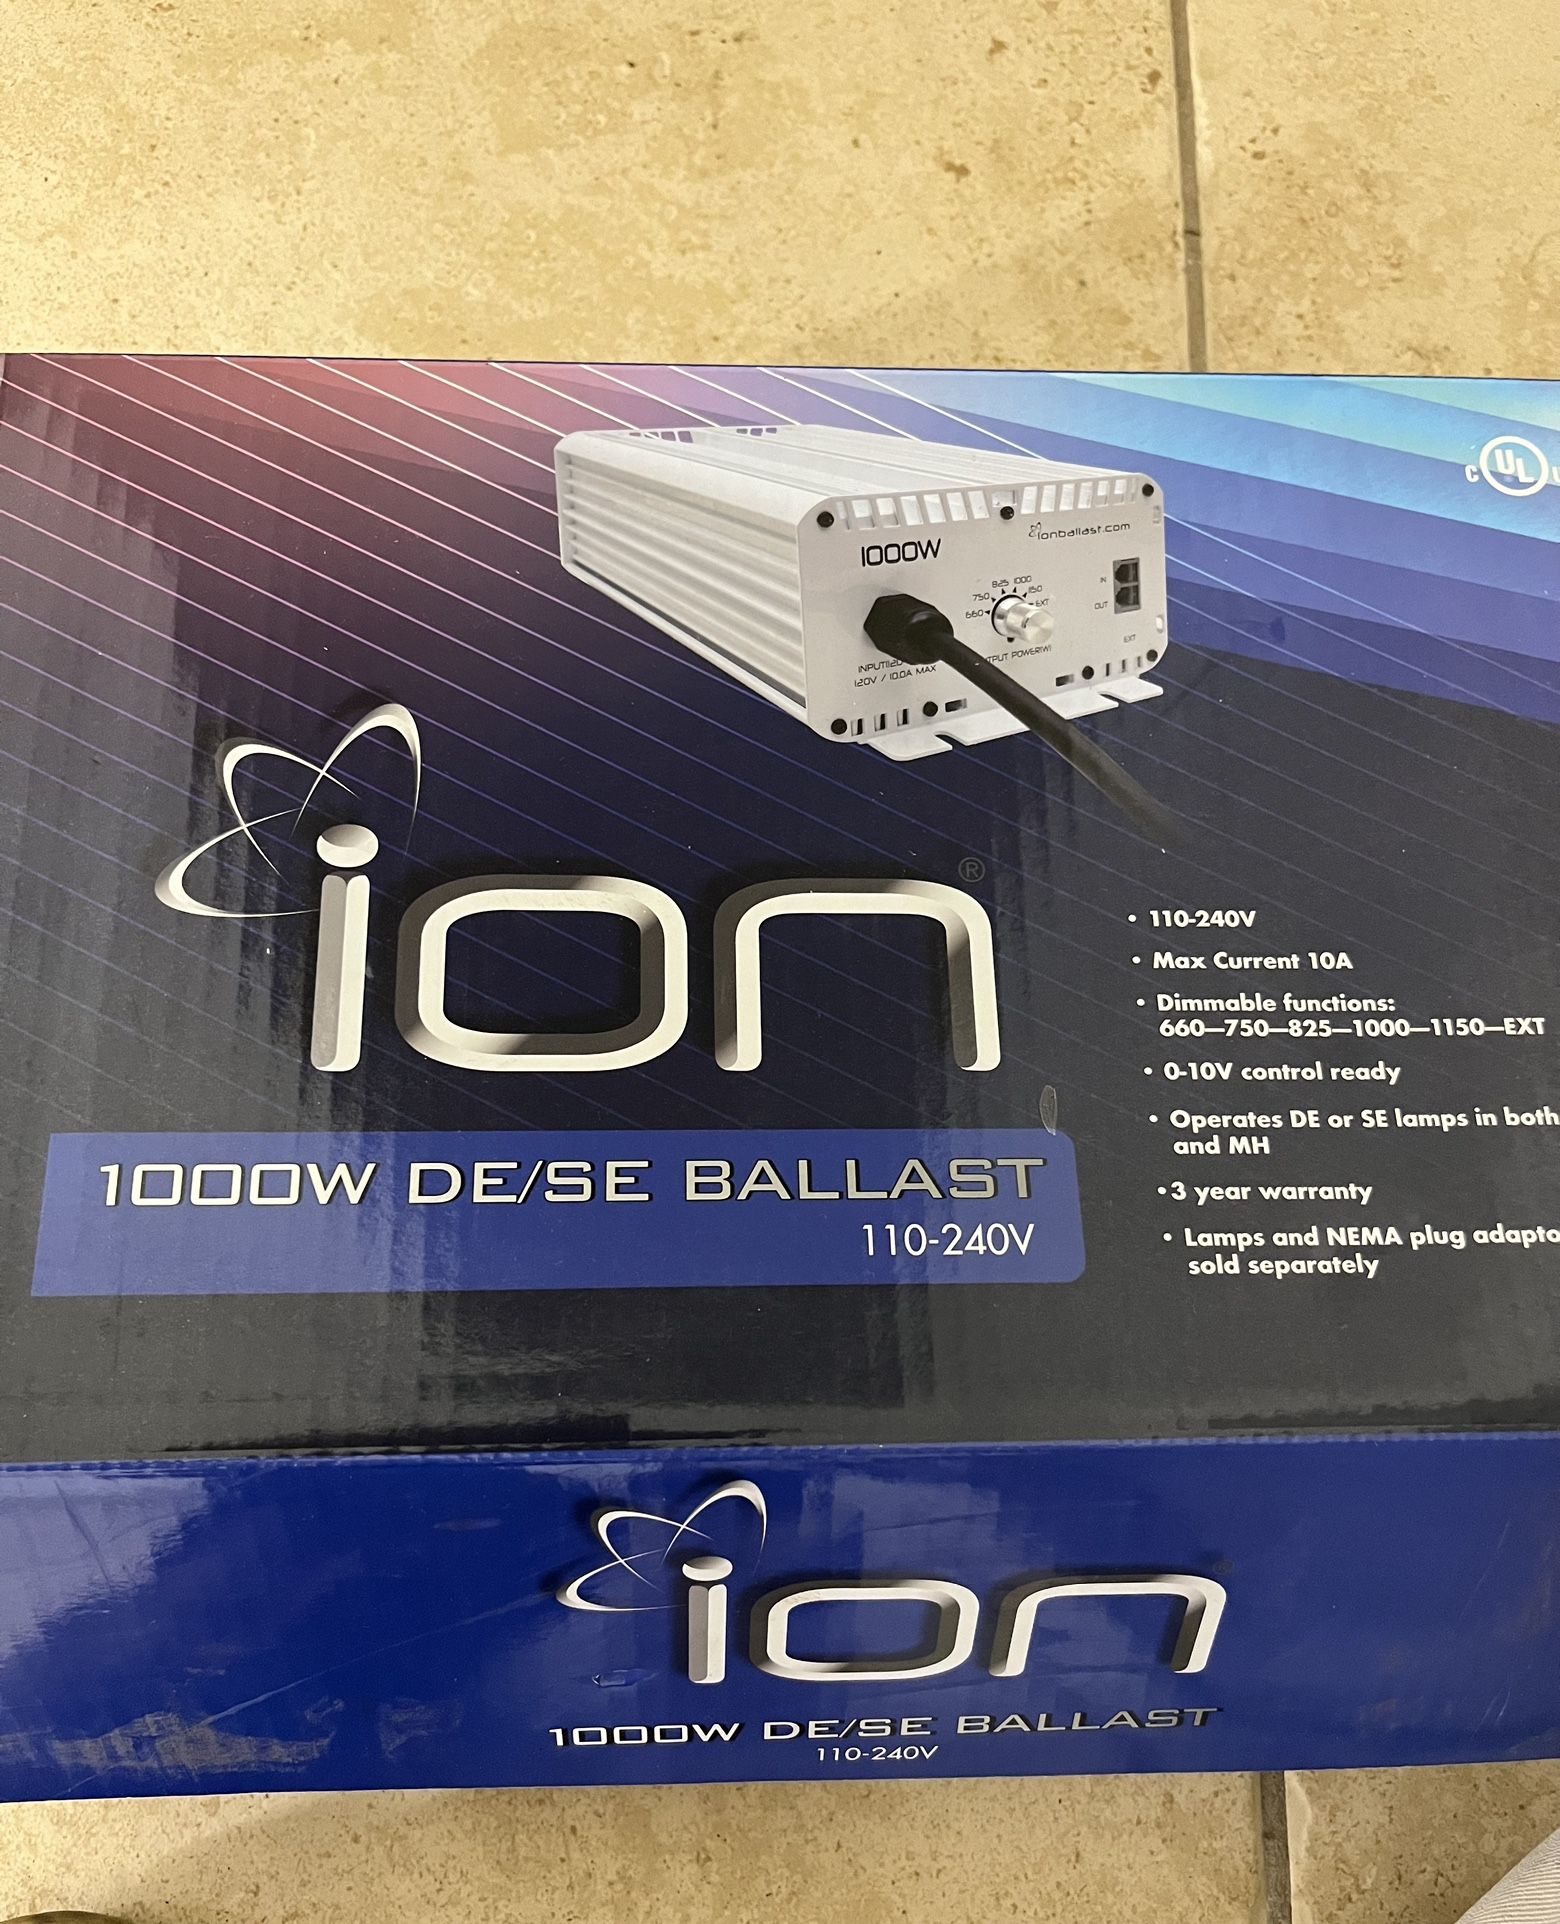 c UL
1000W
ionballast.com
825 1000
750 1150
660 EXT
IN
OUT
EXT
OUTPUT POWER(W)
120V / 10.0A MAX
ion ®
1000W DE/SE BALLAST
110-240V
• 110-240V
• Max Current 10A
• Dimmable functions:
660—750—825—1000—1150—EXT
• 0-10V control ready
• Operates DE or SE lamps in both
and MH
• 3 year warranty
• Lamps and NEMA plug adapto
sold separately
ion ®
1000W DE/SE BALLAST
110-240V